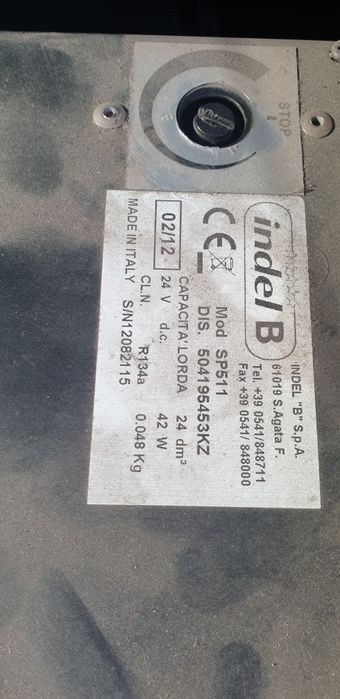 STOP
indel B
INDEL "B" S.p.A.
61019 S.Agata F.
Tel. +39 0541/848711
Fax +39 0541/ 848000
CE
Mod SP511
DIS. 504195453KZ
02/12
CAPACITA' LORDA 24 dm³
24 V d.c. 42 W
CL.N. R134a 0.048 Kg
MADE IN ITALY S/N12082115